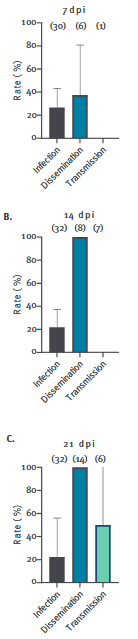 7 dpi
(30) (6) (1)
100
80
60
40
20
0
Rate (%)
Infection
Dissemination
Transmission
B.
14 dpi
(32) (8) (7)
100
80
60
40
20
0
Rate (%)
Infection
Dissemination
Transmission
C.
21 dpi
(32) (14) (6)
100
80
60
40
20
0
Rate (%)
Infection
Dissemination
Transmission